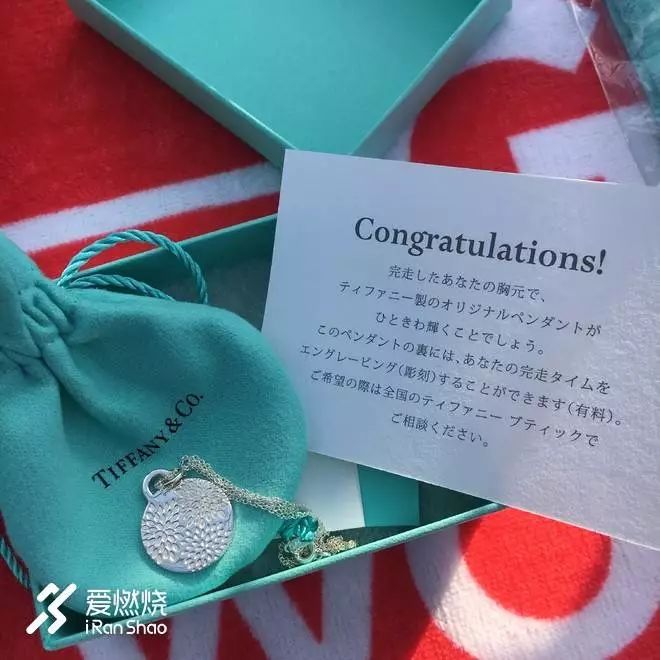 Congratulations!
完走したあなたの胸元で、
ティファニー製のオリジナルペンダントが
ひときわ輝くことでしょう。
このペンダントの裏には、あなたの完走タイムを
エングレービング(彫刻)することができます(有料)。
ご希望の際は全国のティファニー ブティックで
ご相談ください。
TIFFANY & CO.
爱燃烧
iRanShao